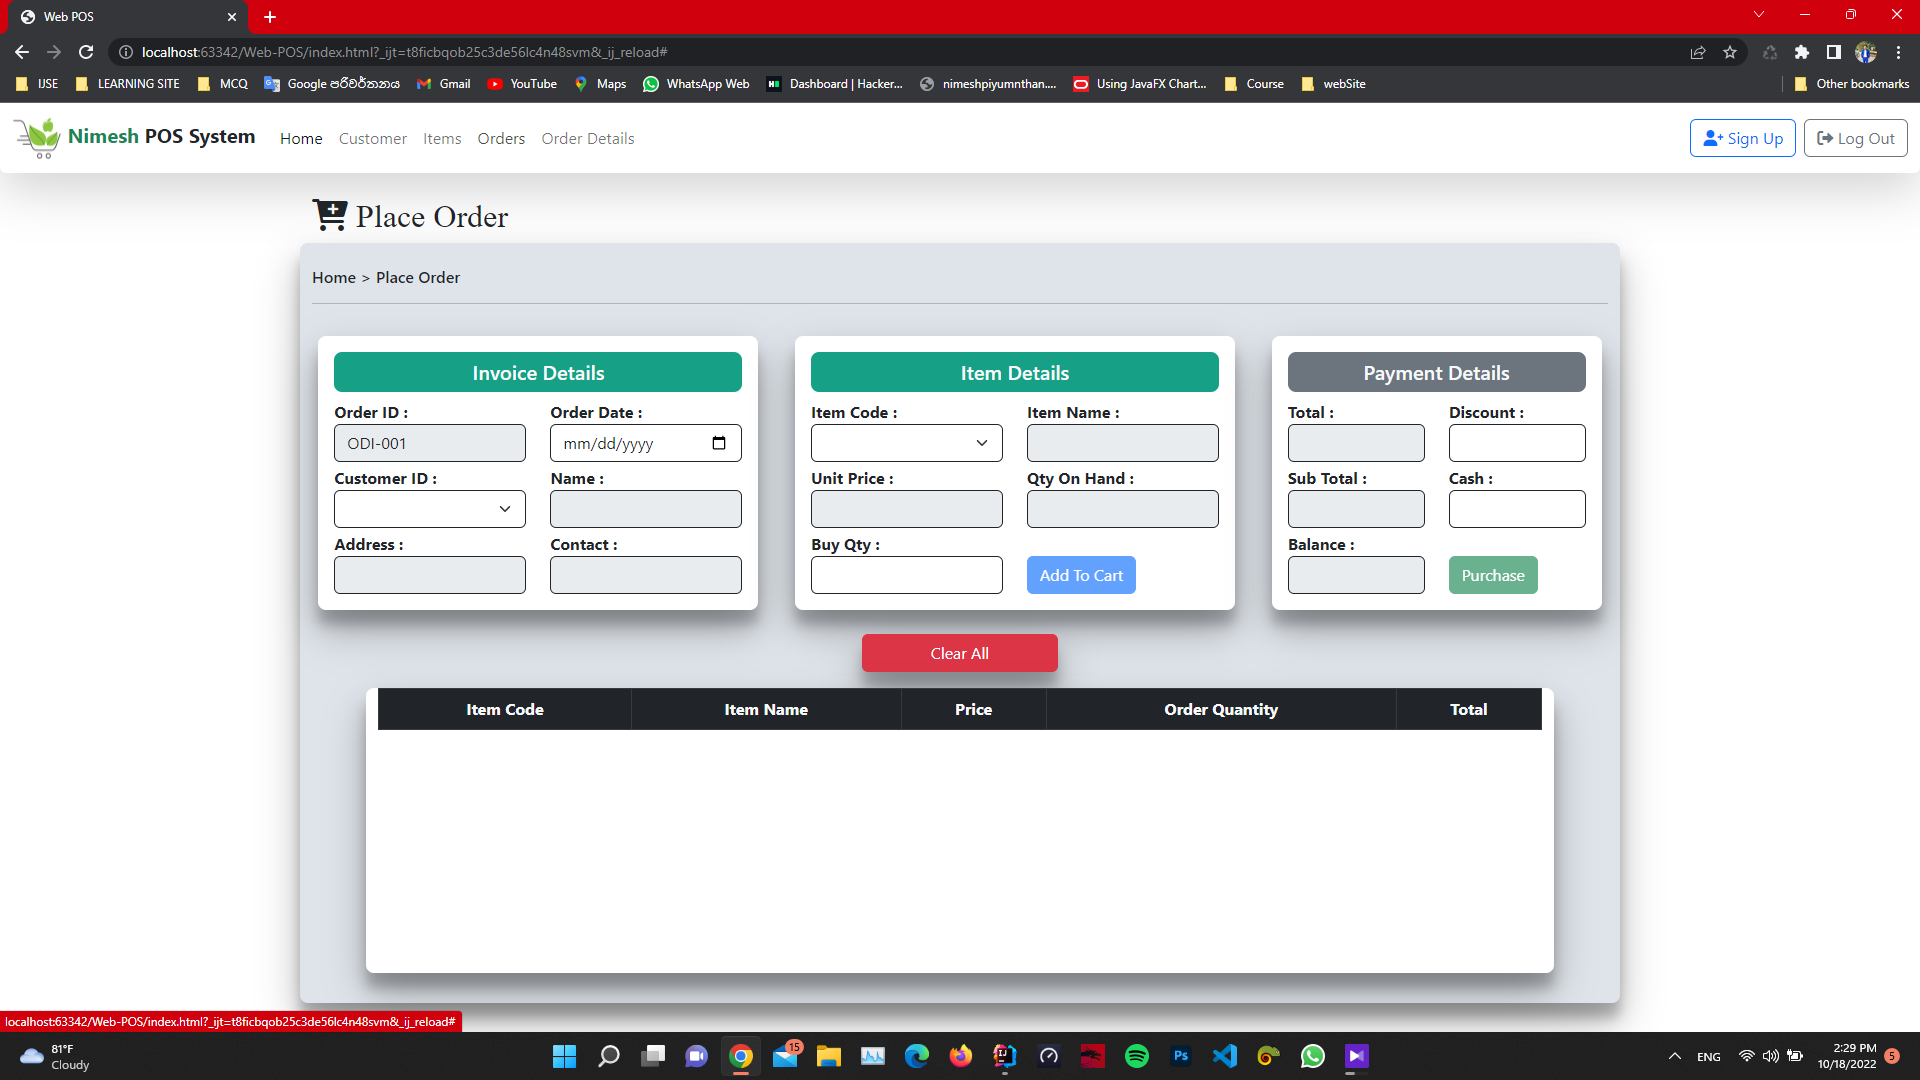 Web POS
localhost:63342/Web-POS/index.html?_ijt=t8ficbqob25c3de56lc4n48svm&_ij_reload#
IJSE LEARNING SITE MCQ Google පරිවර්තනය Gmail YouTube Maps WhatsApp Web Dashboard | Hacker... nimeshpiyumnthan.... Using JavaFX Chart... Course webSite Other bookmarks
Nimesh POS System Home Customer Items Orders Order Details Sign Up Log Out
Place Order
Home > Place Order
Invoice Details
Order ID : Order Date :
ODI-001 mm/dd/yyyy
Customer ID : Name :
Address : Contact :
Item Details
Item Code : Item Name :
Unit Price : Qty On Hand :
Buy Qty :
Add To Cart
Payment Details
Total : Discount :
Sub Total : Cash :
Balance :
Purchase
Clear All
Item Code Item Name Price Order Quantity Total
localhost:63342/Web-POS/index.html?_ijt=t8ficbqob25c3de56lc4n48svm&_ij_reload#
81°F
Cloudy
15
Ps
ENG
2:29 PM
10/18/2022
5